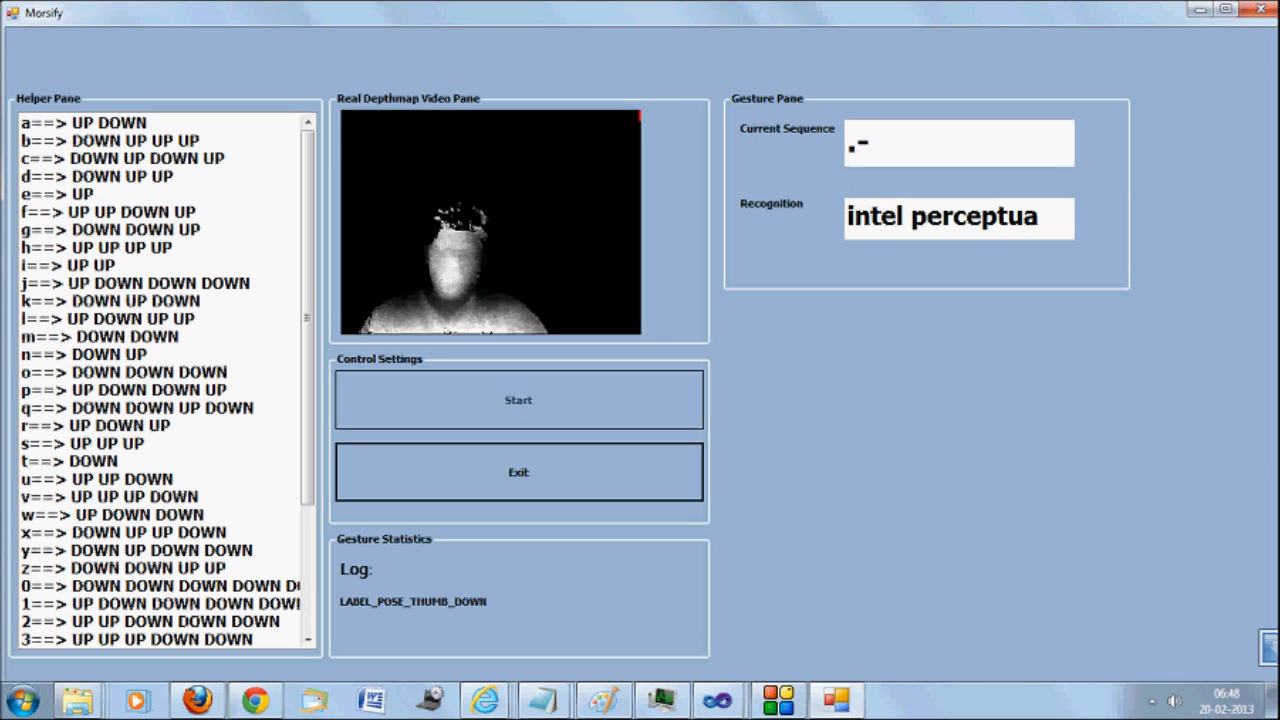 Morsify
Helper Pane
a==> UP DOWN
b==> DOWN UP UP UP
c==> DOWN UP DOWN UP
d==> DOWN UP UP
e==> UP
f==> UP UP DOWN UP
g==> DOWN DOWN UP
h==> UP UP UP UP
i==> UP UP
j==> UP DOWN DOWN DOWN
k==> DOWN UP DOWN
l==> UP DOWN UP UP
m==> DOWN DOWN
n==> DOWN UP
o==> DOWN DOWN DOWN
p==> UP DOWN DOWN UP
q==> DOWN DOWN UP DOWN
r==> UP DOWN UP
s==> UP UP UP
t==> DOWN
u==> UP UP DOWN
v==> UP UP UP DOWN
w==> UP DOWN DOWN
x==> DOWN UP UP DOWN
y==> DOWN UP DOWN DOWN
z==> DOWN DOWN UP UP
0==> DOWN DOWN DOWN DOWN D
1==> UP DOWN DOWN DOWN DOW
2==> UP UP DOWN DOWN DOWN
3==> UP UP UP DOWN DOWN
Real Depthmap Video Pane
Control Settings
Start
Exit
Gesture Statistics
Log:
LABEL_POSE_THUMB_DOWN
Gesture Pane
Current Sequence
.-
Recognition
intel perceptua
06:48
20-02-2013